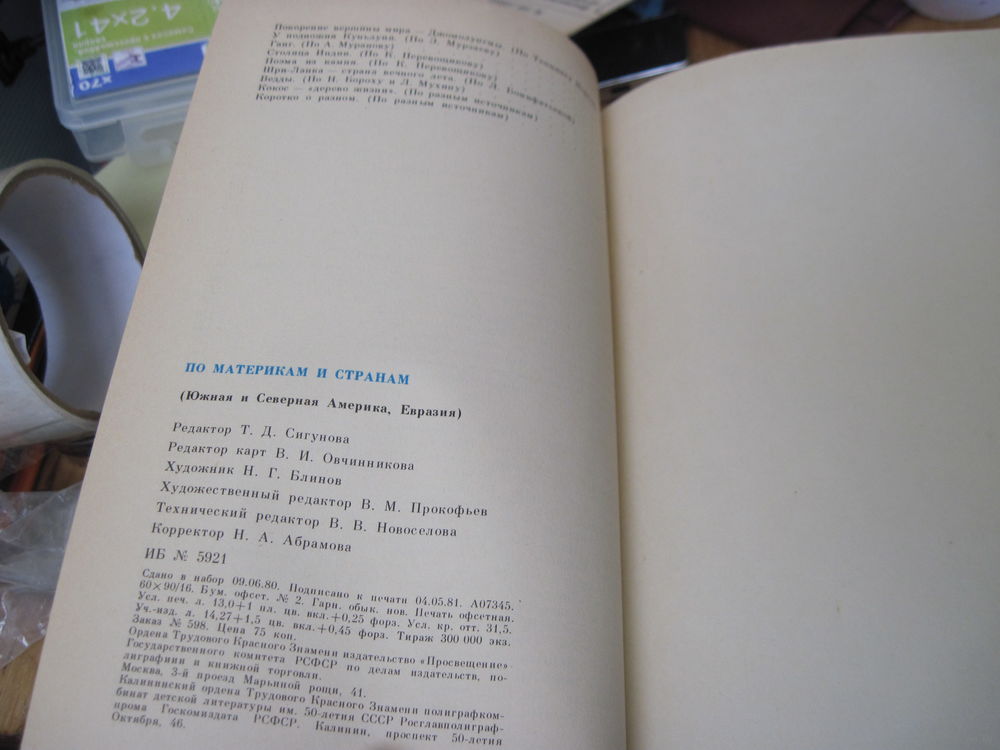 4.2x41
x70
Покорение вершины мира — Джомолунгмы. (По Тенцингу
У подножия Куньлуня. (По Э. Мурзаеву)
Ганг. (По А. Муранову)
Столица Индии. (По К. Перевощикову)
Поэма из камня. (По К. Перевощикову)
Шри-Ланка — страна вечного лета. (По Л. Бонифатьевой)
Ведды. (По И. Бороху и Л. Мухину)
Кокос — «дерево жизни». (По разным источникам)
Коротко о разном. (По разным источникам)
ПО МАТЕРИКАМ И СТРАНАМ
(Южная и Северная Америка, Евразия)
Редактор Т. Д. Сигунова
Редактор карт В. И. Овчинникова
Художник Н. Г. Блинов
Художественный редактор В. М. Прокофьев
Технический редактор В. В. Новоселова
Корректор Н. А. Абрамова
ИБ № 5921
Сдано в набор 09.06.80. Подписано к печати 04.05.81. А07345.
60×90/16. Бум. офсет. № 2. Гарн. обык. нов. Печать офсетная.
Усл. печ. л. 13,0+1 пл. цв. вкл.+0,25 форз. Усл. кр. отт. 31,5.
Уч.-изд. л. 14,27+1,5 цв. вкл.+0,45 форз. Тираж 300 000 экз.
Заказ № 598. Цена 75 коп.
Ордена Трудового Красного Знамени издательство «Просвещение»
Государственного комитета РСФСР по делам издательств, по-
лиграфии и книжной торговли.
Москва, 3-й проезд Марьиной рощи, 41.
Калининский ордена Трудового Красного Знамени полиграфком-
бинат детской литературы им. 50-летия СССР Росглавполиграф-
прома Госкомиздата РСФСР. Калинин, проспект 50-летия
Октября, 46.